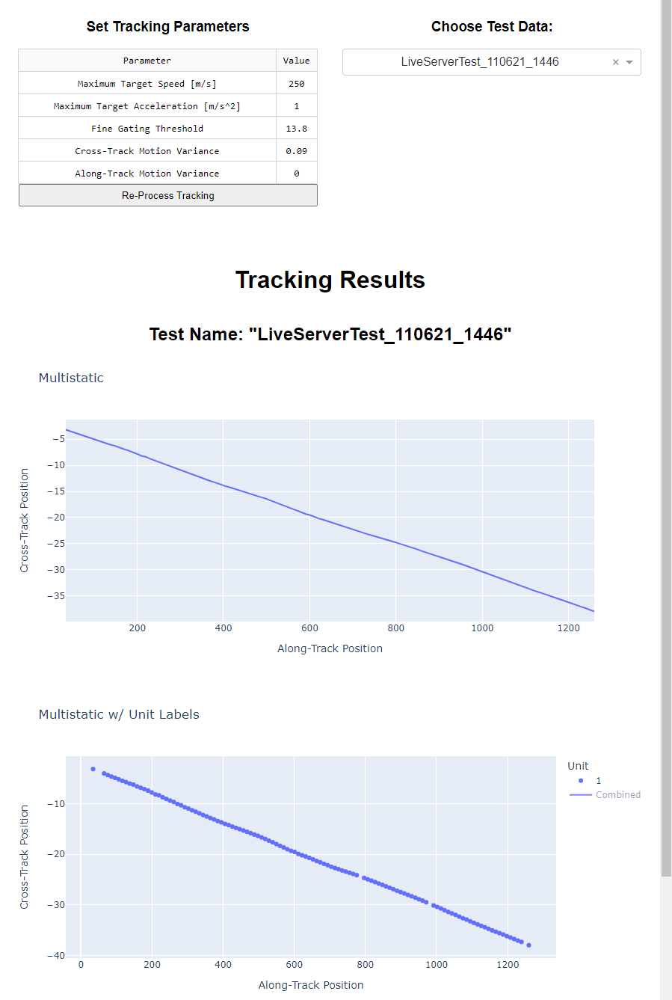 Set Tracking Parameters
Choose Test Data:
Parameter Value
LiveServerTest_110621_1446 ×
Maximum Target Speed [m/s] 250
Maximum Target Acceleration [m/s^2] 1
Fine Gating Threshold 13.8
Cross-Track Motion Variance 0.09
Along-Track Motion Variance 0
Re-Process Tracking
Tracking Results
Test Name: "LiveServerTest_110621_1446"
Multistatic
Cross-Track Position
−5
−10
−15
−20
−25
−30
−35
200 400 600 800 1000 1200
Along-Track Position
Multistatic w/ Unit Labels
Unit
1
Combined
Cross-Track Position
−10
−20
−30
−40
0 200 400 600 800 1000 1200
Along-Track Position